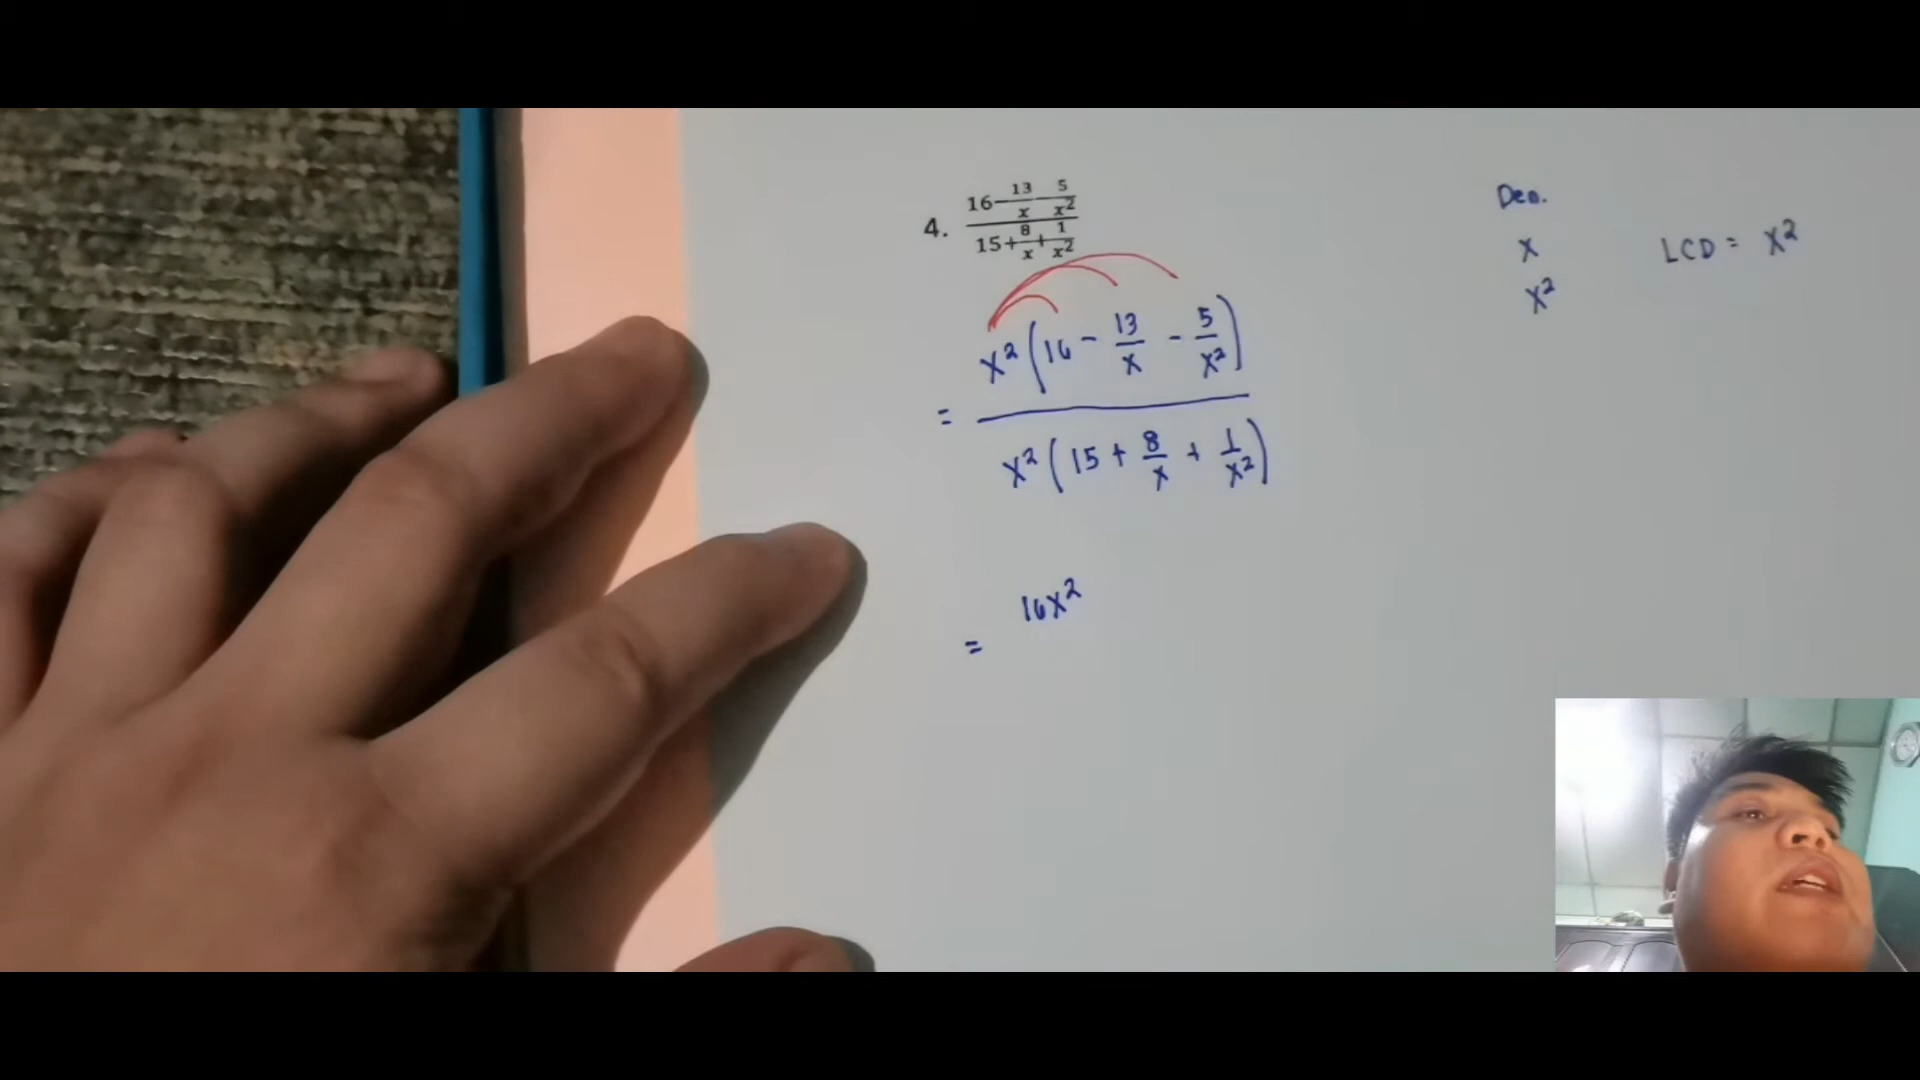 4. (16 - 13/x - 5/x²) / (15 + 8/x + 1/x²)
Den.
x
x²
LCD = x²
= x²(16 - 13/x - 5/x²) / x²(15 + 8/x + 1/x²)
= 16x²